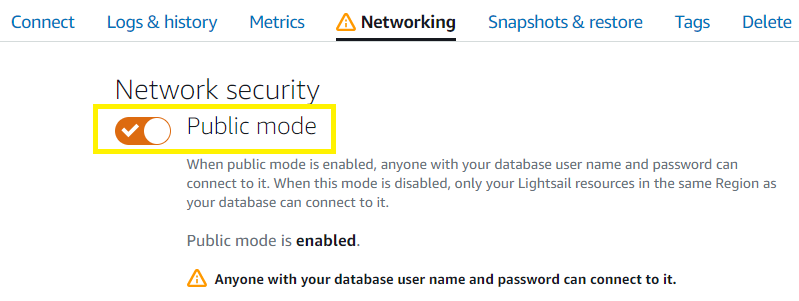 Connect Logs & history Metrics Networking Snapshots & restore Tags Delete
Network security
Public mode
When public mode is enabled, anyone with your database user name and password can
connect to it. When this mode is disabled, only your Lightsail resources in the same Region as
your database can connect to it.
Public mode is enabled.
Anyone with your database user name and password can connect to it.